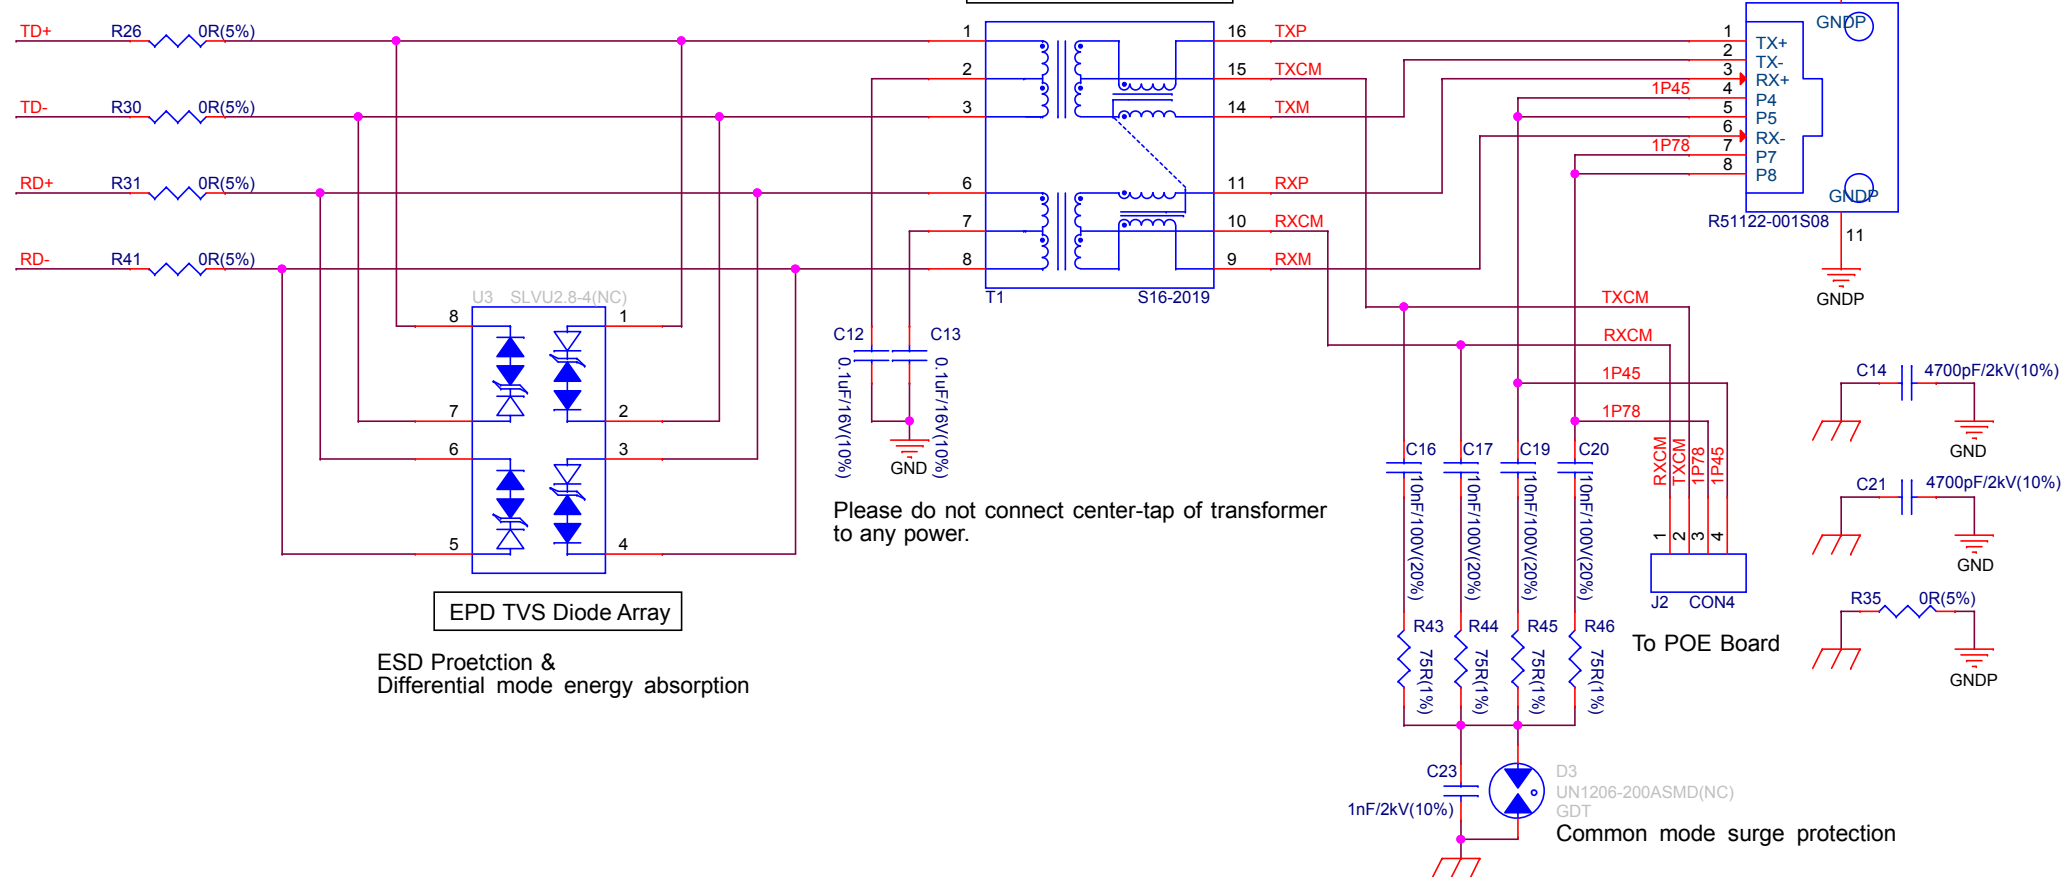 TD+ R26 0R(5%)
TD- R30 0R(5%)
RD+ R31 0R(5%)
RD- R41 0R(5%)
U3 SLVU2.8-4(NC)
8 1
7 2
6 3
5 4
EPD TVS Diode Array
ESD Proetction &
Differential mode energy absorption
1 16 TXP
2 15 TXCM
3 14 TXM
6 11 RXP
7 10 RXCM
8 9 RXM
T1 S16-2019
C12 C13
0.1uF/16V(10%)
0.1uF/16V(10%)
GND
Please do not connect center-tap of transformer
to any power.
GNDP
1 TX+
2 TX-
3 RX+
1P45 4 P4
5 P5
6 RX-
1P78 7 P7
8 P8
GNDP
R51122-001S08
11
GNDP
TXCM
RXCM
1P45
1P78
C16 C17 C19 C20
10nF/100V(20%)
10nF/100V(20%)
10nF/100V(20%)
10nF/100V(20%)
RXCM
TXCM
1P78
1P45
1
2
3
4
J2 CON4
To POE Board
R43 R44 R45 R46
75R(1%)
75R(1%)
75R(1%)
75R(1%)
C23
1nF/2kV(10%)
D3
UN1206-200ASMD(NC)
GDT
Common mode surge protection
C14 4700pF/2kV(10%)
GND
C21 4700pF/2kV(10%)
GND
R35 0R(5%)
GNDP